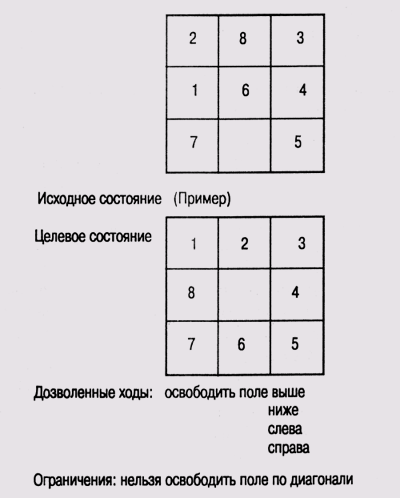 2 8 3
1 6 4
7 5
Исходное состояние (Пример)
Целевое состояние
1 2 3
8 4
7 6 5
Дозволенные ходы: освободить поле выше
ниже
слева
справа
Ограничения: нельзя освободить поле по диагонали